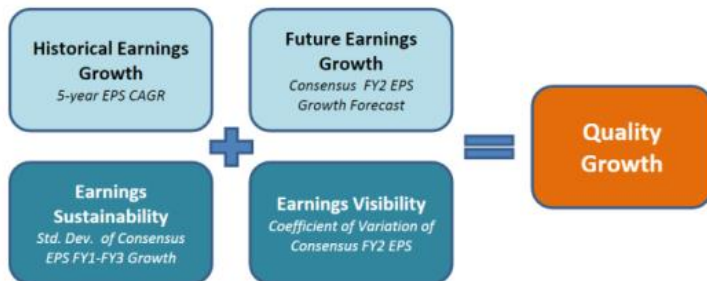 Historical Earnings
Growth
5-year EPS CAGR
Future Earnings
Growth
Consensus FY2 EPS
Growth Forecast
Earnings
Sustainability
Std. Dev. of Consensus
EPS FY1-FY3 Growth
Earnings Visibility
Coefficient of Variation of
Consensus FY2 EPS
Quality
Growth